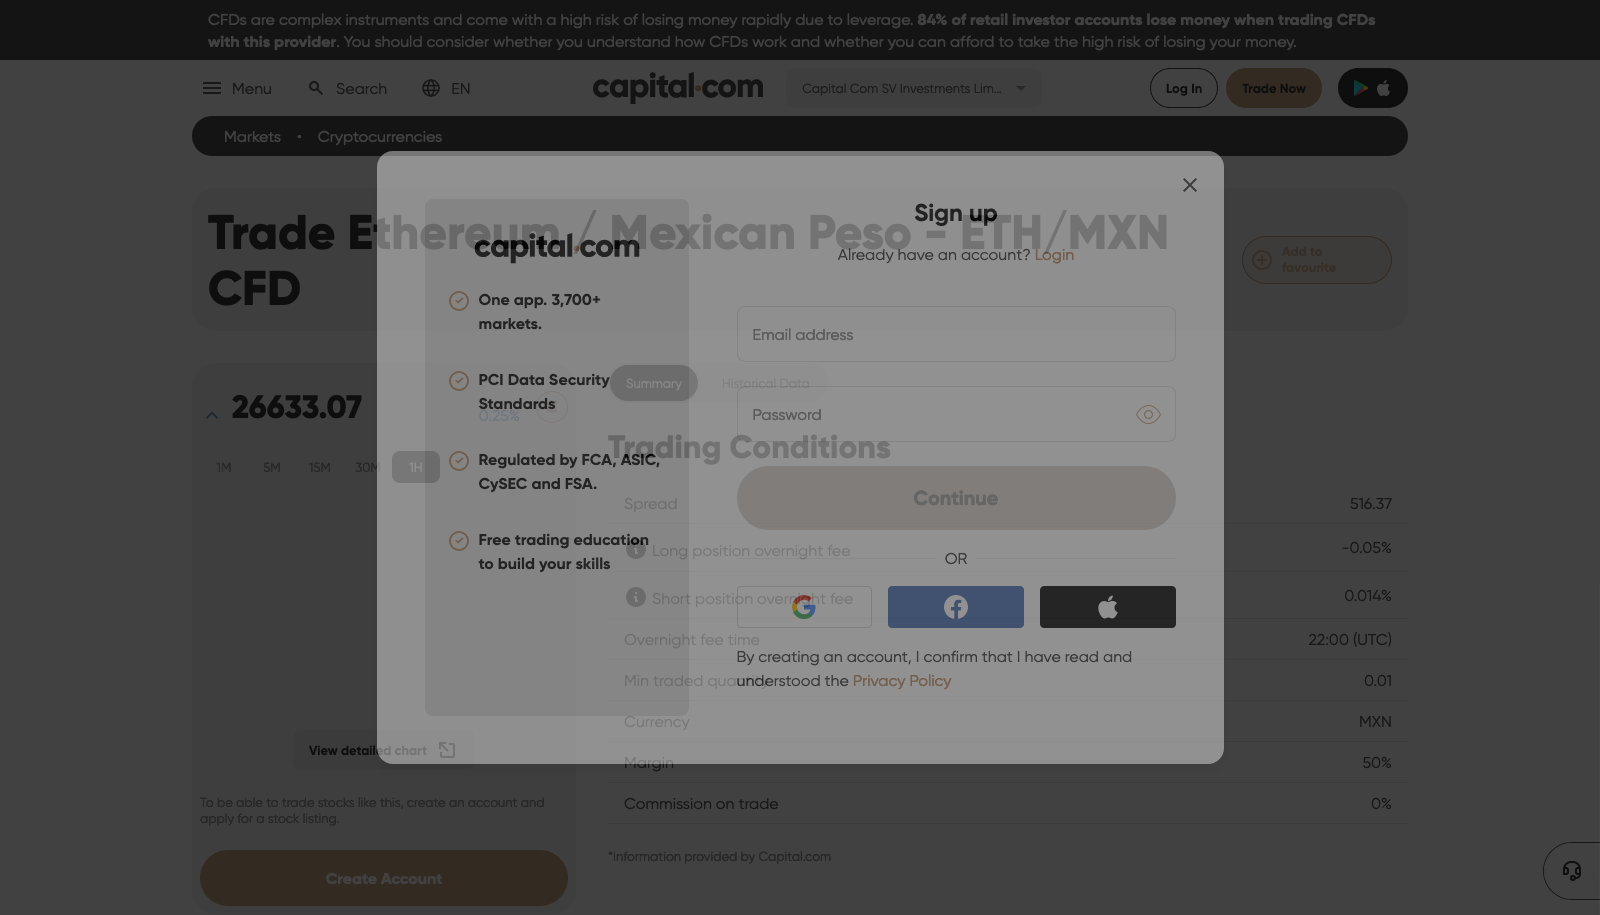 CFDs are complex instruments and come with a high risk of losing money rapidly due to leverage. 84% of retail investor accounts lose money when trading CFDs
with this provider. You should consider whether you understand how CFDs work and whether you can afford to take the high risk of losing your money.
Menu
Search
EN
capital.com
Capital Com SV Investments Lim...
Log In
Trade Now
Markets • Cryptocurrencies
Trade Ethereum / Mexican Peso - ETH/MXN
CFD
Add to
favourite
26633.07
0.25%
1M
5M
15M
30M
1H
View detailed chart
To be able to trade stocks like this, create an account and
apply for a stock listing.
Create Account
Summary
Historical Data
Trading Conditions
Spread 516.37
Long position overnight fee -0.05%
Short position overnight fee 0.014%
Overnight fee time 22:00 (UTC)
Min traded quantity 0.01
Currency MXN
Margin 50%
Commission on trade 0%
*Information provided by Capital.com
capital.com
One app. 3,700+
markets.
PCI Data Security
Standards
Regulated by FCA, ASIC,
CySEC and FSA.
Free trading education
to build your skills
Sign up
Already have an account? Login
Email address
Password
Continue
OR
By creating an account, I confirm that I have read and
understood the Privacy Policy